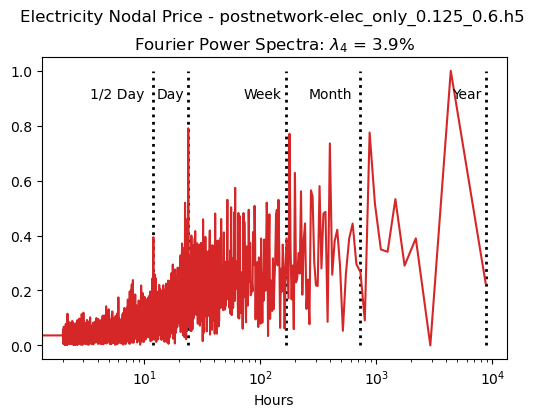 Electricity Nodal Price - postnetwork-elec_only_0.125_0.6.h5
Fourier Power Spectra: λ₄ = 3.9%
1.0
0.8
0.6
0.4
0.2
0.0
1/2 Day
Day
Week
Month
Year
10¹
10²
10³
10⁴
Hours